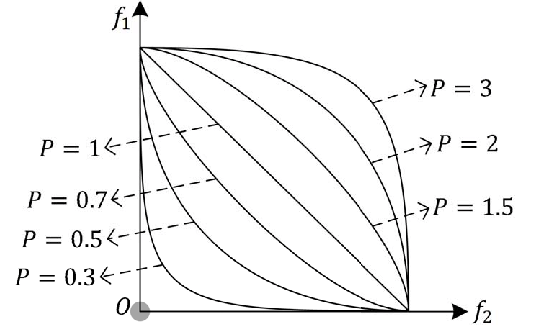 f₁
P = 3
P = 2
P = 1
P = 0.7
P = 1.5
P = 0.5
P = 0.3
O
f₂